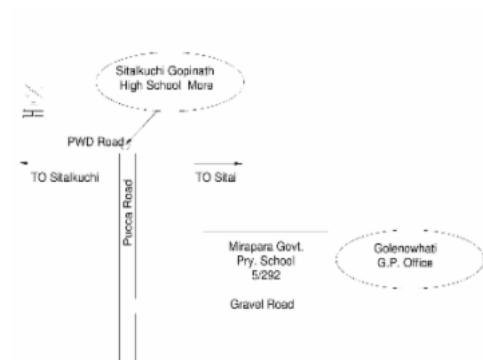 Sitalkuchi Gopinath
High School More
PWD Road
TO Sitalkuchi
TO Sitai
Pucca Road
Mirapara Govt.
Pry. School
5/292
Golenowhati
G.P. Office
Gravel Road